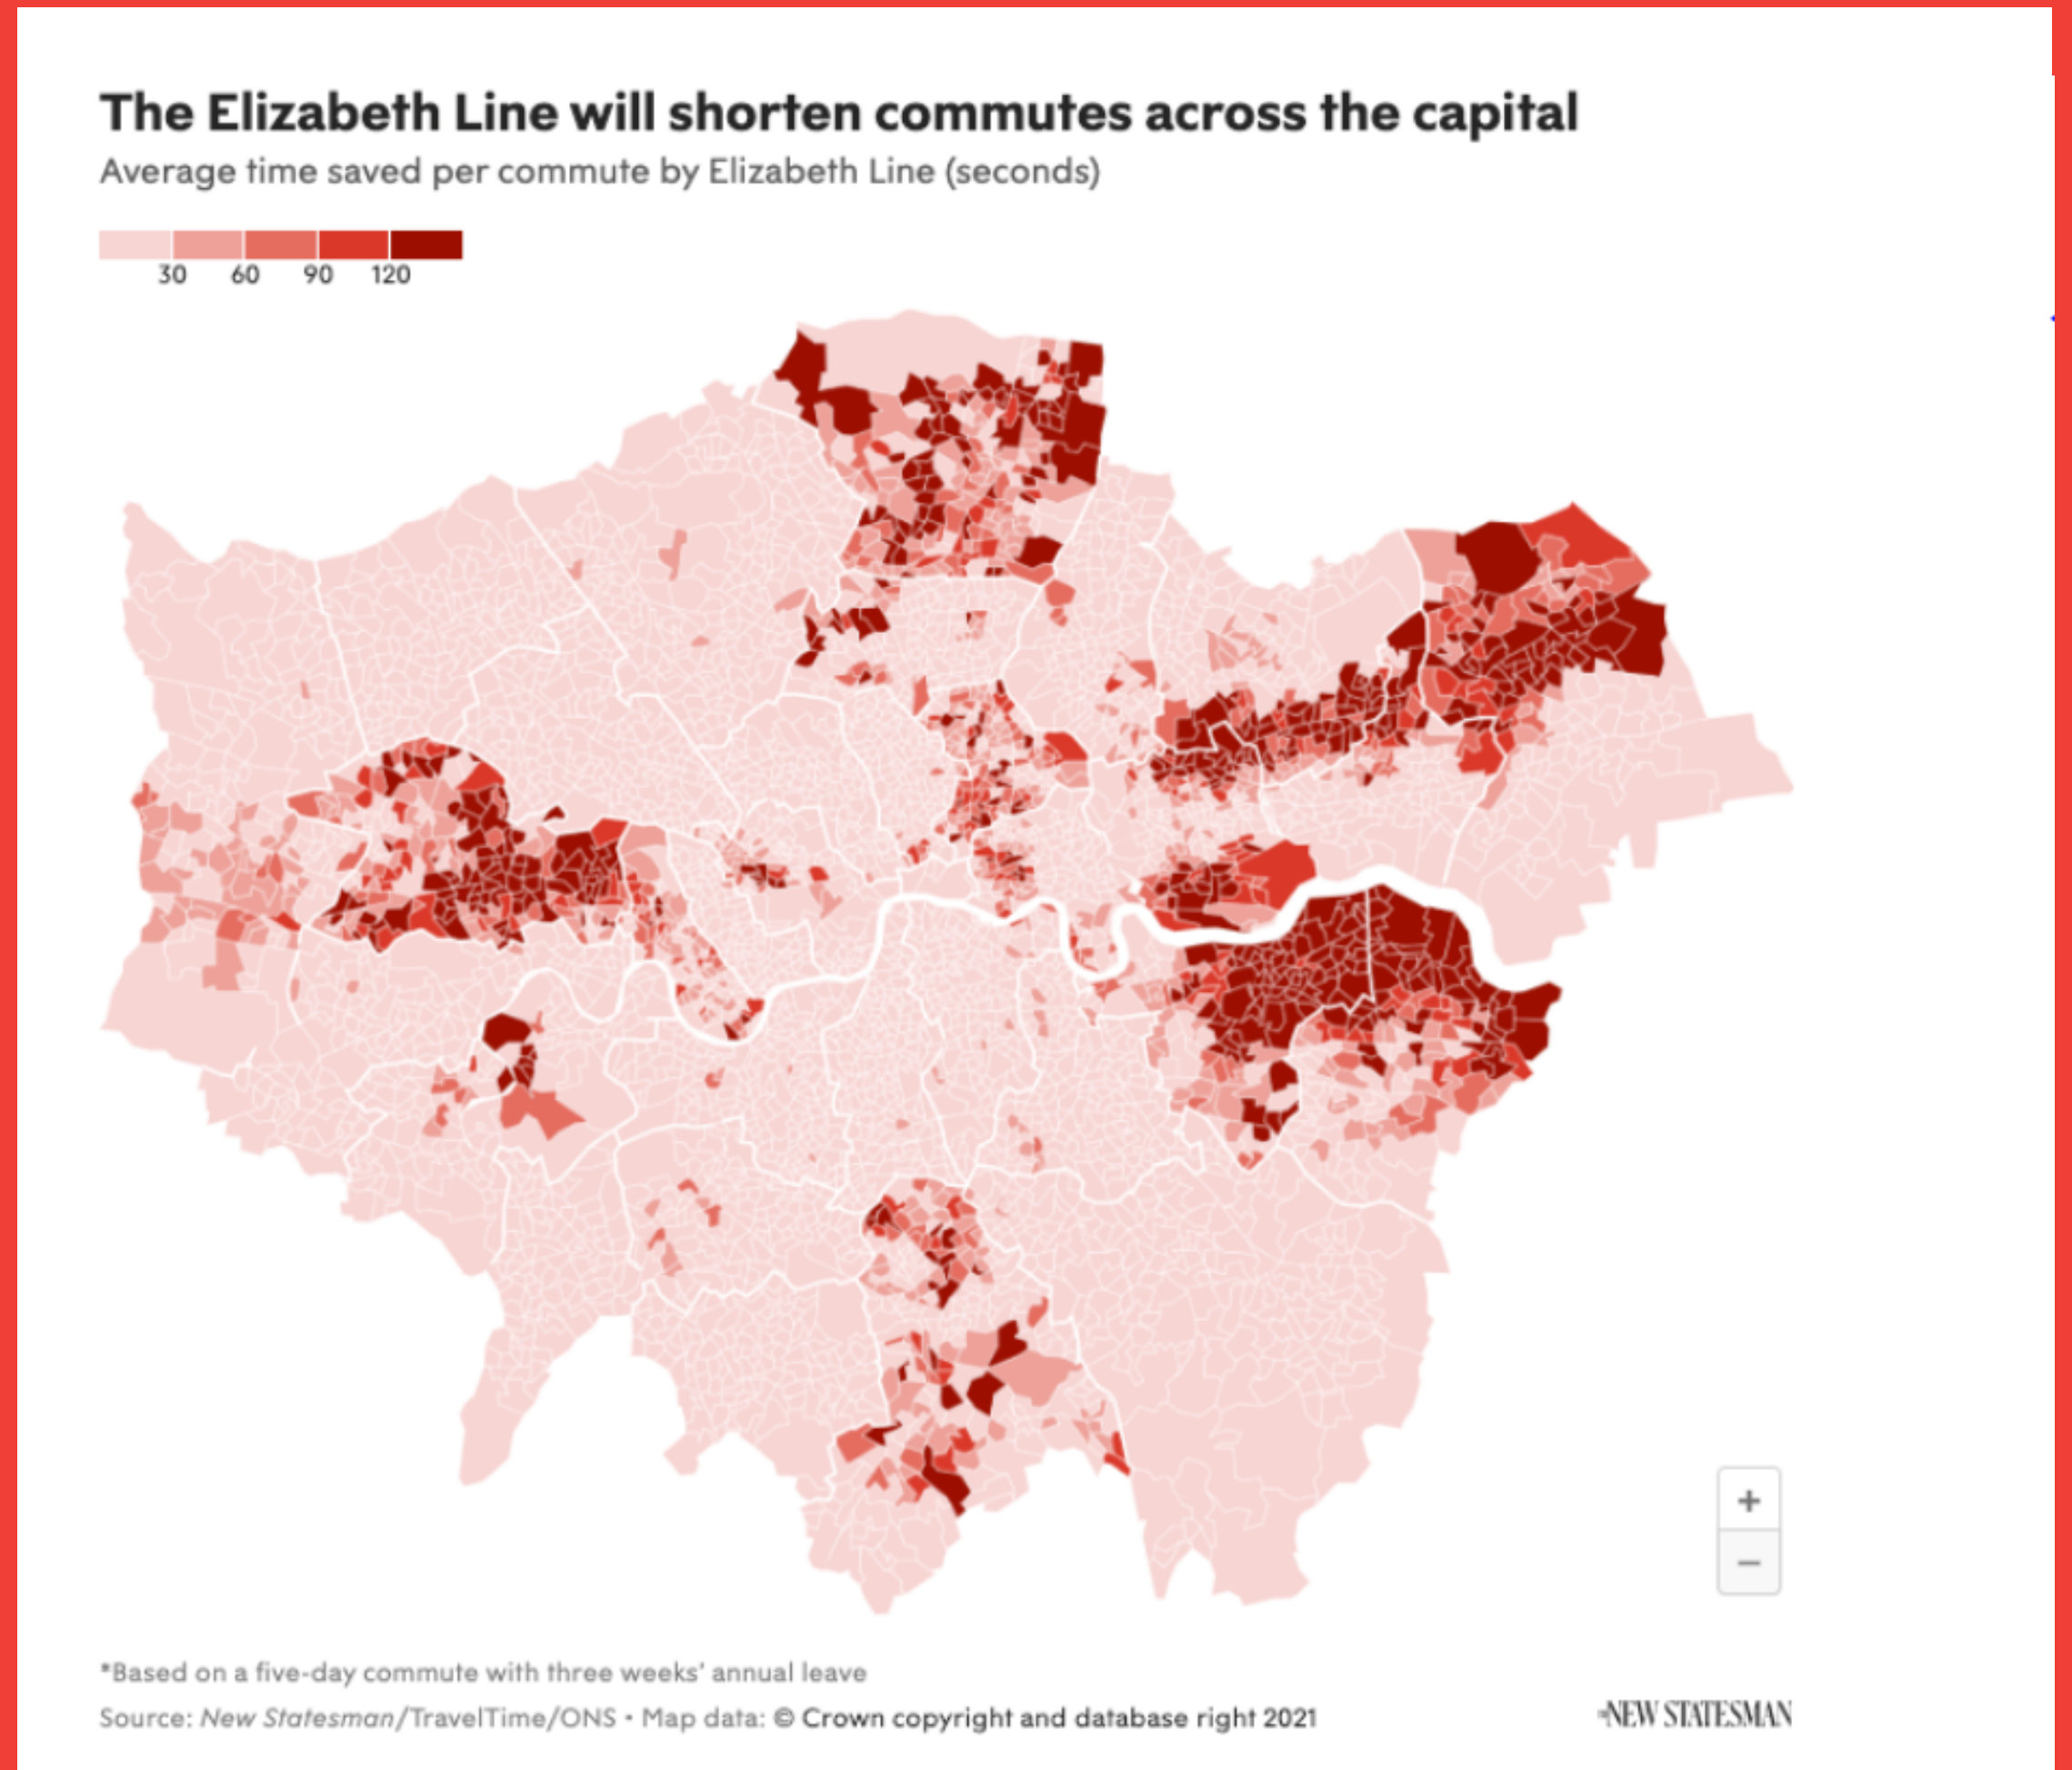 The Elizabeth Line will shorten commutes across the capital
Average time saved per commute by Elizabeth Line (seconds)
30 60 90 120
+
−
*Based on a five-day commute with three weeks' annual leave
Source: New Statesman/TravelTime/ONS • Map data: © Crown copyright and database right 2021
THE NEW STATESMAN